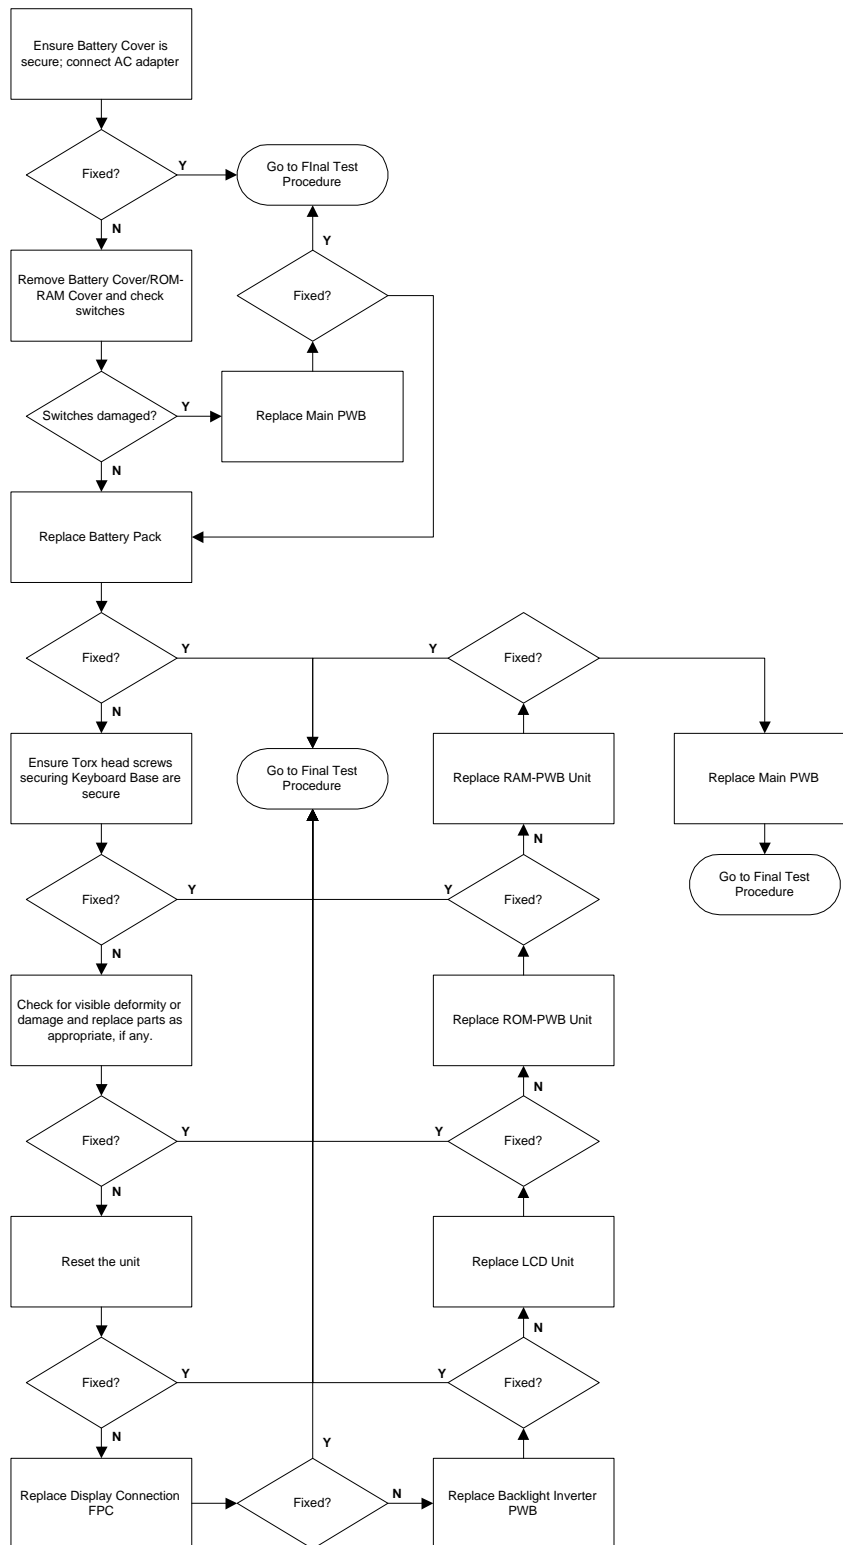 Ensure Battery Cover is
secure; connect AC adapter
Fixed?
Y
Go to FInal Test
Procedure
N
Y
Remove Battery Cover/ROM-
RAM Cover and check
switches
Fixed?
Switches damaged?
Y
Replace Main PWB
N
Replace Battery Pack
Fixed?
Y
Y
Fixed?
N
Ensure Torx head screws
securing Keyboard Base are
secure
Go to Final Test
Procedure
Replace RAM-PWB Unit
Replace Main PWB
N
Fixed?
Y
Y
Fixed?
Go to Final Test
Procedure
N
Check for visible deformity or
damage and replace parts as
appropriate, if any.
Replace ROM-PWB Unit
N
Fixed?
Y
Y
Fixed?
N
Reset the unit
Replace LCD Unit
N
Fixed?
Y
Y
Fixed?
N
Y
Replace Display Connection
FPC
Fixed?
N
Replace Backlight Inverter
PWB